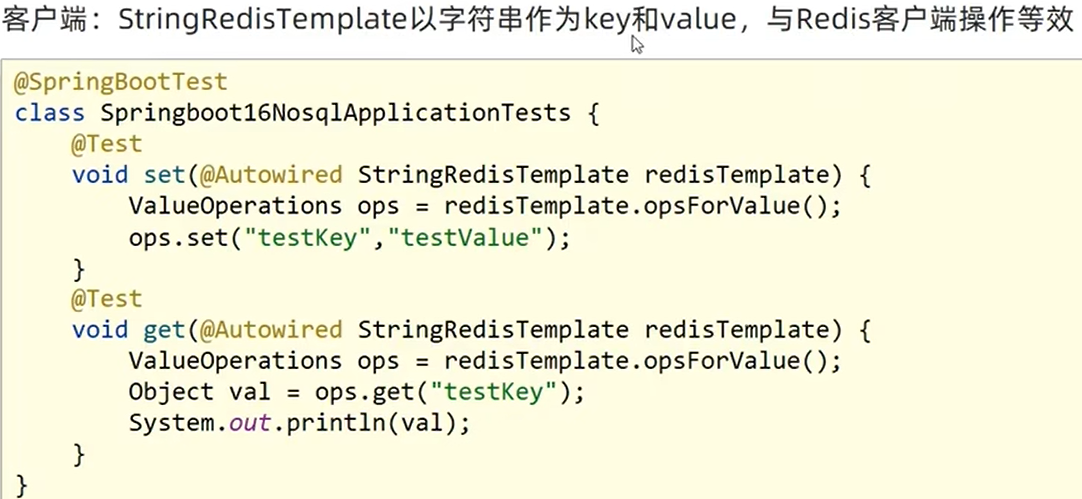 客户端：StringRedisTemplate以字符串作为key和value，与Redis客户端操作等效
@SpringBootTest
class Springboot16NosqlApplicationTests {
    @Test
    void set(@Autowired StringRedisTemplate redisTemplate) {
        ValueOperations ops = redisTemplate.opsForValue();
        ops.set("testKey","testValue");
    }
    @Test
    void get(@Autowired StringRedisTemplate redisTemplate) {
        ValueOperations ops = redisTemplate.opsForValue();
        Object val = ops.get("testKey");
        System.out.println(val);
    }
}